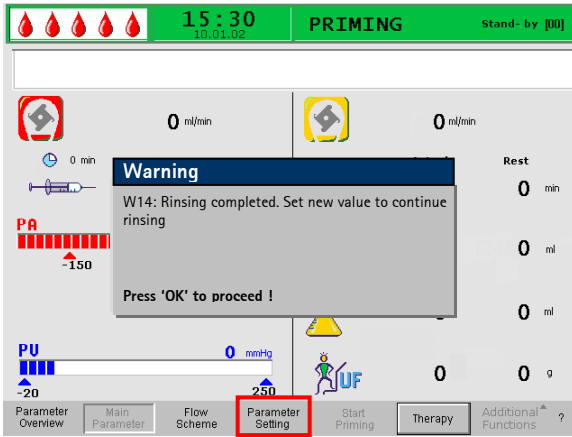 15:30
10.01.02
PRIMING
Stand- by [00]
0 ml/min
0 ml/min
0 min
Rest
0 min
Warning
W14: Rinsing completed. Set new value to continue
rinsing
Press 'OK' to proceed !
PA
-150
0 ml
0 ml
PV
0 mmHg
-20
250
UF
0
0 g
Parameter
Overview
Main
Parameter
Flow
Scheme
Parameter
Setting
Start
Priming
Therapy
Additional
Functions
?